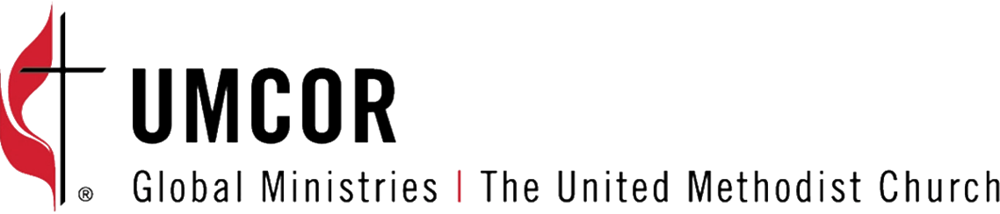 UMCOR
® Global Ministries | The United Methodist Church